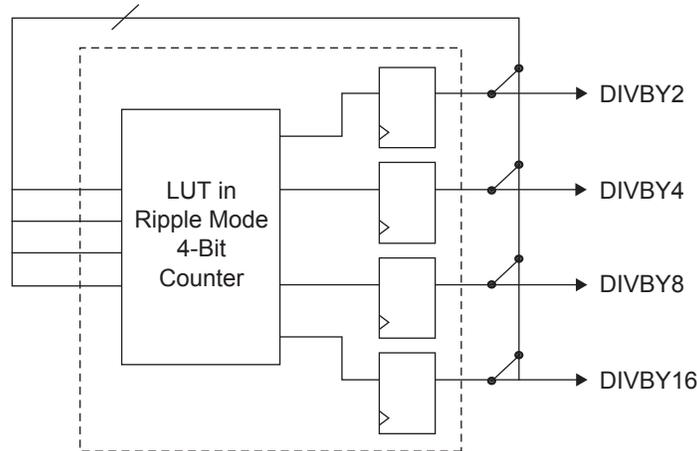 DIVBY2
LUT in
Ripple Mode
4-Bit
Counter
DIVBY4
DIVBY8
DIVBY16